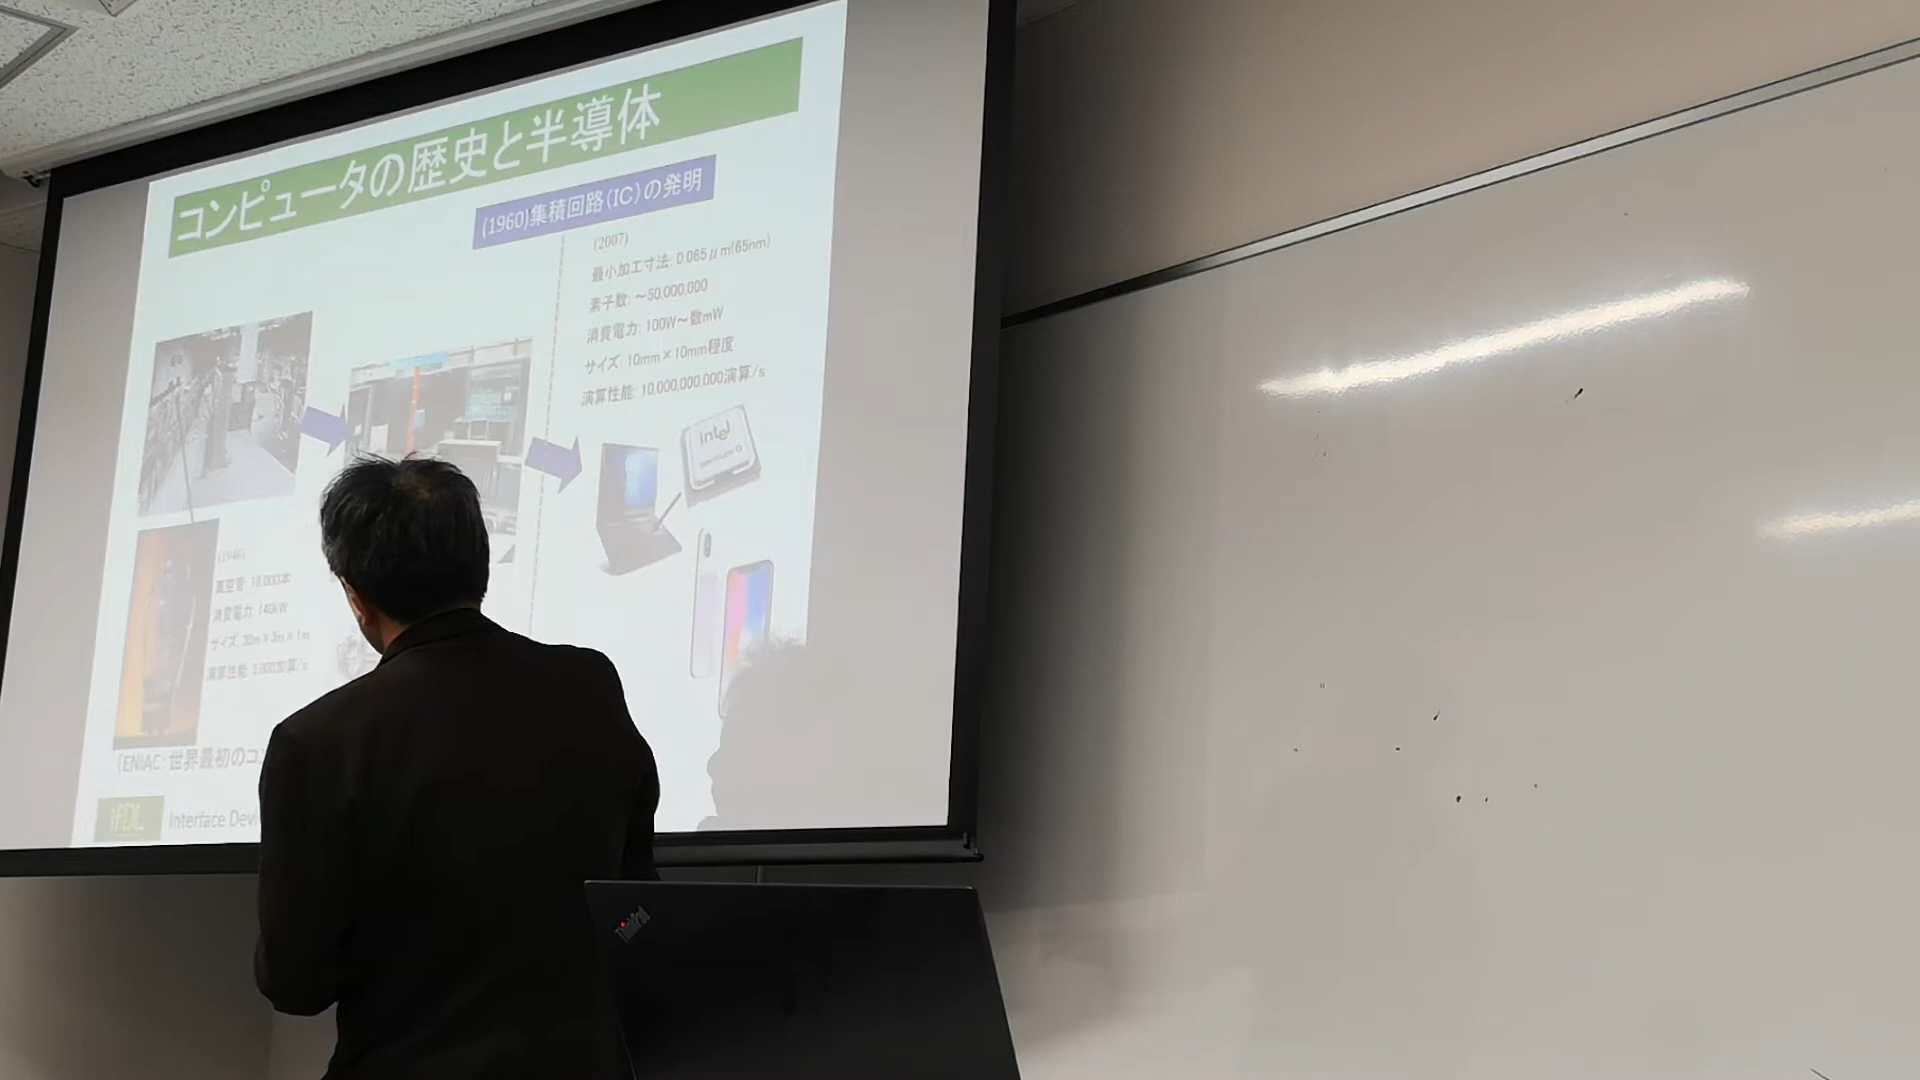 コンピュータの歴史と半導体
(1960)集積回路(IC)の発明
(2007)
最小加工寸法: 0.065μm(65nm)
素子数: ～50,000,000
消費電力: 100W～数mW
サイズ: 10mm×10mm程度
演算性能: 10,000,000,000演算/s
intel
(1946)
真空管: 18,000本
消費電力: 140kW
サイズ: 30m×3m×1m
演算性能: 5,000加算/s
(ENIAC: 世界最初のコ
Interface Devi
ThinkPad